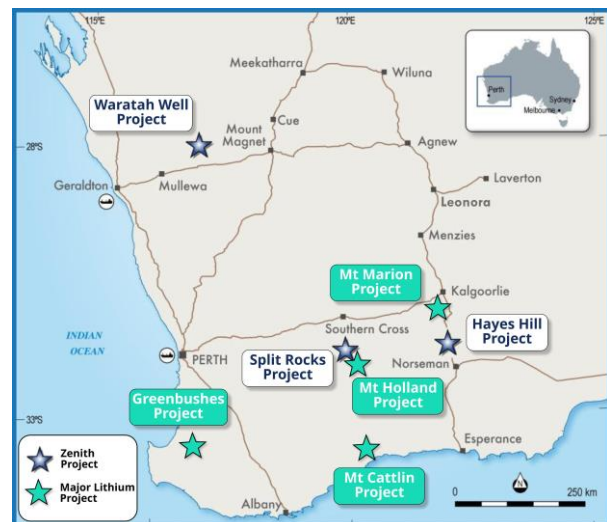 115°E
120°E
125°E
Meekatharra
Wiluna
Perth
Sydney
Melbourne
Waratah Well
Project
Cue
Mount
Magnet
Agnew
28°S
Mullewa
Geraldton
Laverton
Leonora
Menzies
Mt Marion
Project
Kalgoorlie
INDIAN
OCEAN
PERTH
Southern Cross
Split Rocks
Project
Hayes Hill
Project
Norseman
Greenbushes
Project
Mt Holland
Project
33°S
Esperance
Zenith
Project
Major Lithium
Project
Mt Cattlin
Project
Albany
N
0
250 km